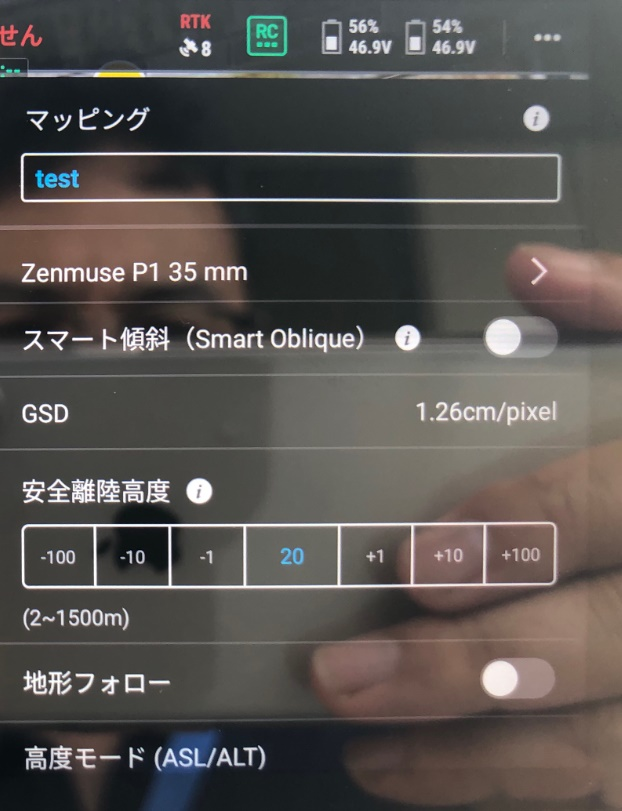 せん
RTK
8
RC
56%
46.9V
54%
46.9V
マッピング
i
test
Zenmuse P1 35 mm
スマート傾斜（Smart Oblique） i
GSD 1.26cm/pixel
安全離陸高度 i
-100 -10 -1 20 +1 +10 +100
(2~1500m)
地形フォロー
高度モード (ASL/ALT)